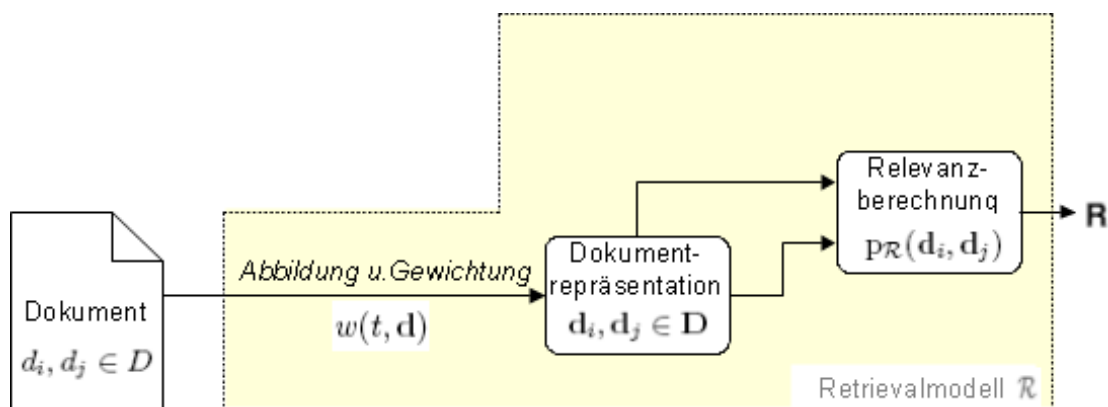 Relevanz-
berechnung
p_ℛ(𝐝_i, 𝐝_j)
R
Abbildung u.Gewichtung
w(t, 𝐝)
Dokument-
repräsentation
𝐝_i, 𝐝_j ∈ 𝐃
Dokument
d_i, d_j ∈ D
Retrievalmodell ℛ